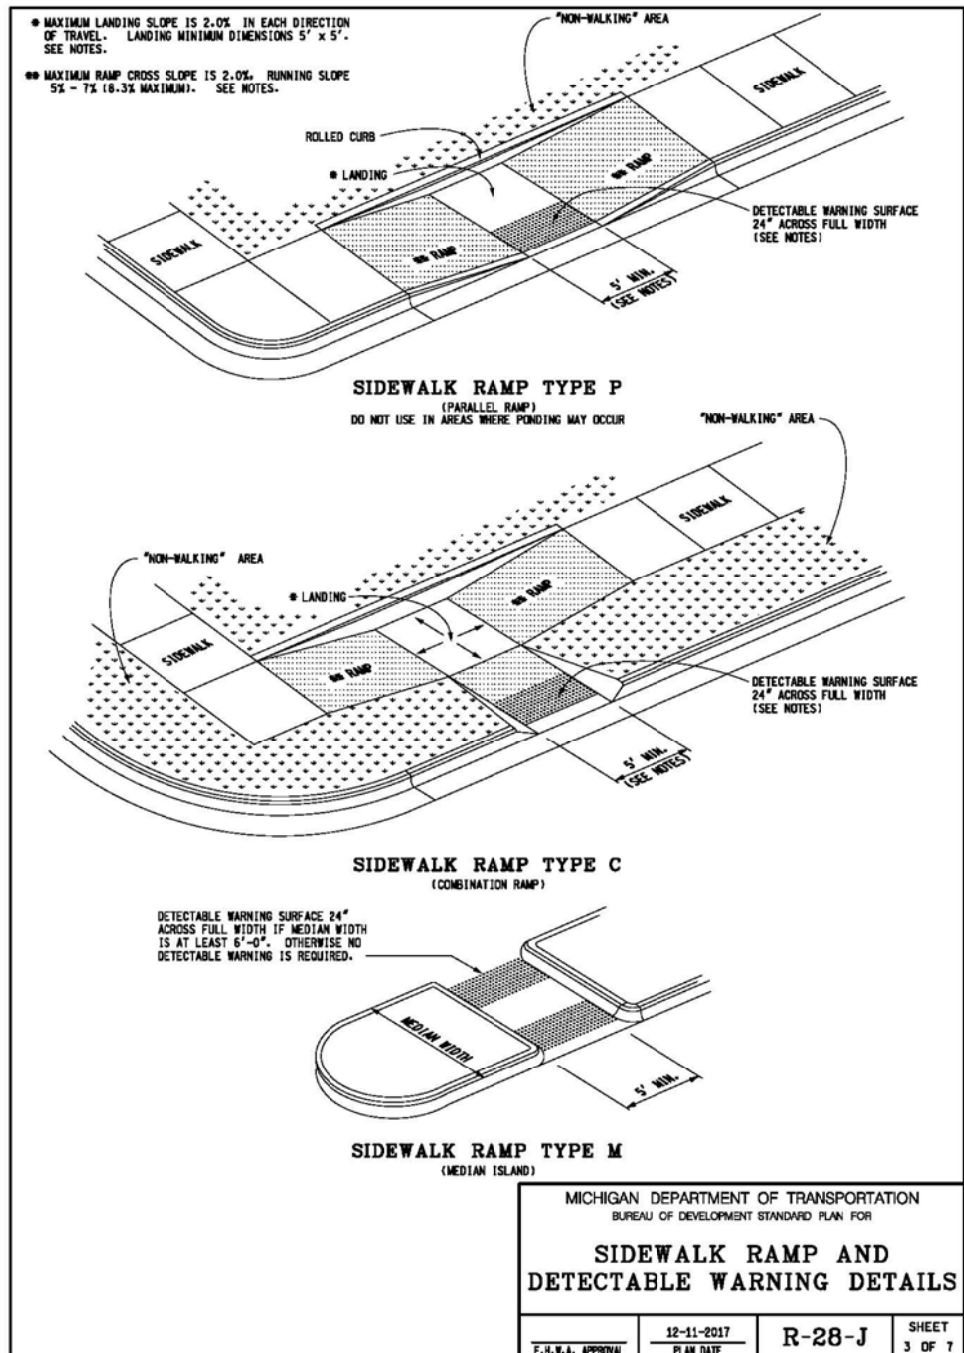 * MAXIMUM LANDING SLOPE IS 2.0% IN EACH DIRECTION
OF TRAVEL. LANDING MINIMUM DIMENSIONS 5' x 5'.
SEE NOTES.
** MAXIMUM RAMP CROSS SLOPE IS 2.0%. RUNNING SLOPE
5% - 7% (8.3% MAXIMUM). SEE NOTES.
"NON-WALKING" AREA
SIDEWALK
ROLLED CURB
* LANDING
** RAMP
DETECTABLE WARNING SURFACE
24" ACROSS FULL WIDTH
(SEE NOTES)
SIDEWALK
** RAMP
5' MIN.
(SEE NOTES)
SIDEWALK RAMP TYPE P
(PARALLEL RAMP)
DO NOT USE IN AREAS WHERE PONDING MAY OCCUR
"NON-WALKING" AREA
SIDEWALK
"NON-WALKING" AREA
* LANDING
** RAMP
SIDEWALK
** RAMP
DETECTABLE WARNING SURFACE
24" ACROSS FULL WIDTH
(SEE NOTES)
5' MIN.
(SEE NOTES)
SIDEWALK RAMP TYPE C
(COMBINATION RAMP)
DETECTABLE WARNING SURFACE 24"
ACROSS FULL WIDTH IF MEDIAN WIDTH
IS AT LEAST 6'-0". OTHERWISE NO
DETECTABLE WARNING IS REQUIRED.
MEDIAN WIDTH
5' MIN.
SIDEWALK RAMP TYPE M
(MEDIAN ISLAND)
MICHIGAN DEPARTMENT OF TRANSPORTATION
BUREAU OF DEVELOPMENT STANDARD PLAN FOR
SIDEWALK RAMP AND
DETECTABLE WARNING DETAILS
F.H.W.A. APPROVAL
12-11-2017
PLAN DATE
R-28-J
SHEET
3 OF 7